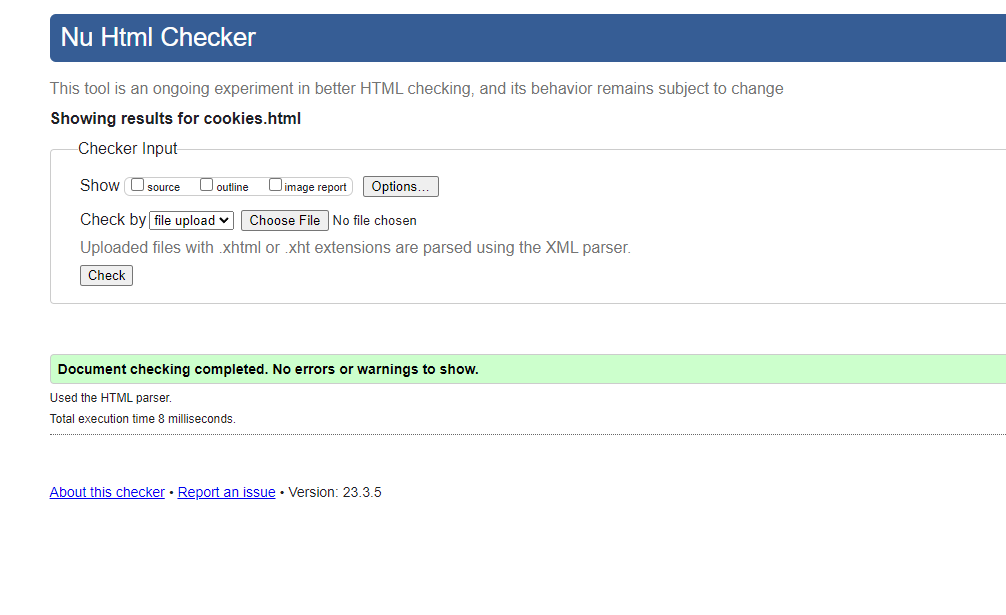 Nu Html Checker
This tool is an ongoing experiment in better HTML checking, and its behavior remains subject to change
Showing results for cookies.html
Checker Input
Show source outline image report Options...
Check by file upload Choose File No file chosen
Uploaded files with .xhtml or .xht extensions are parsed using the XML parser.
Check
Document checking completed. No errors or warnings to show.
Used the HTML parser.
Total execution time 8 milliseconds.
About this checker • Report an issue • Version: 23.3.5